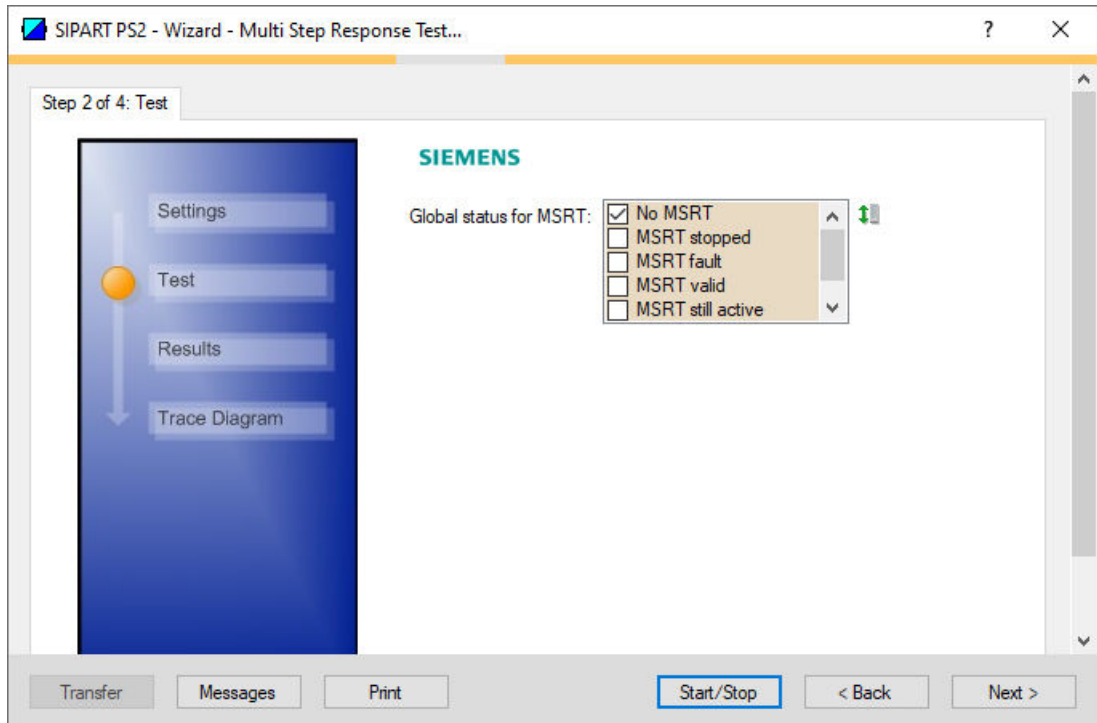 SIPART PS2 - Wizard - Multi Step Response Test...
?
Step 2 of 4: Test
SIEMENS
Settings
Test
Results
Trace Diagram
Global status for MSRT:
No MSRT
MSRT stopped
MSRT fault
MSRT valid
MSRT still active
Transfer
Messages
Print
Start/Stop
< Back
Next >